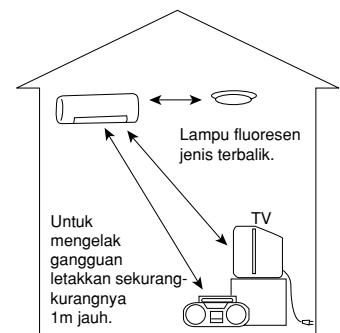 Lampu fluoresen
jenis terbalik.
TV
Untuk
mengelak
gangguan
letakkan sekurang-
kurangnya
1m jauh.